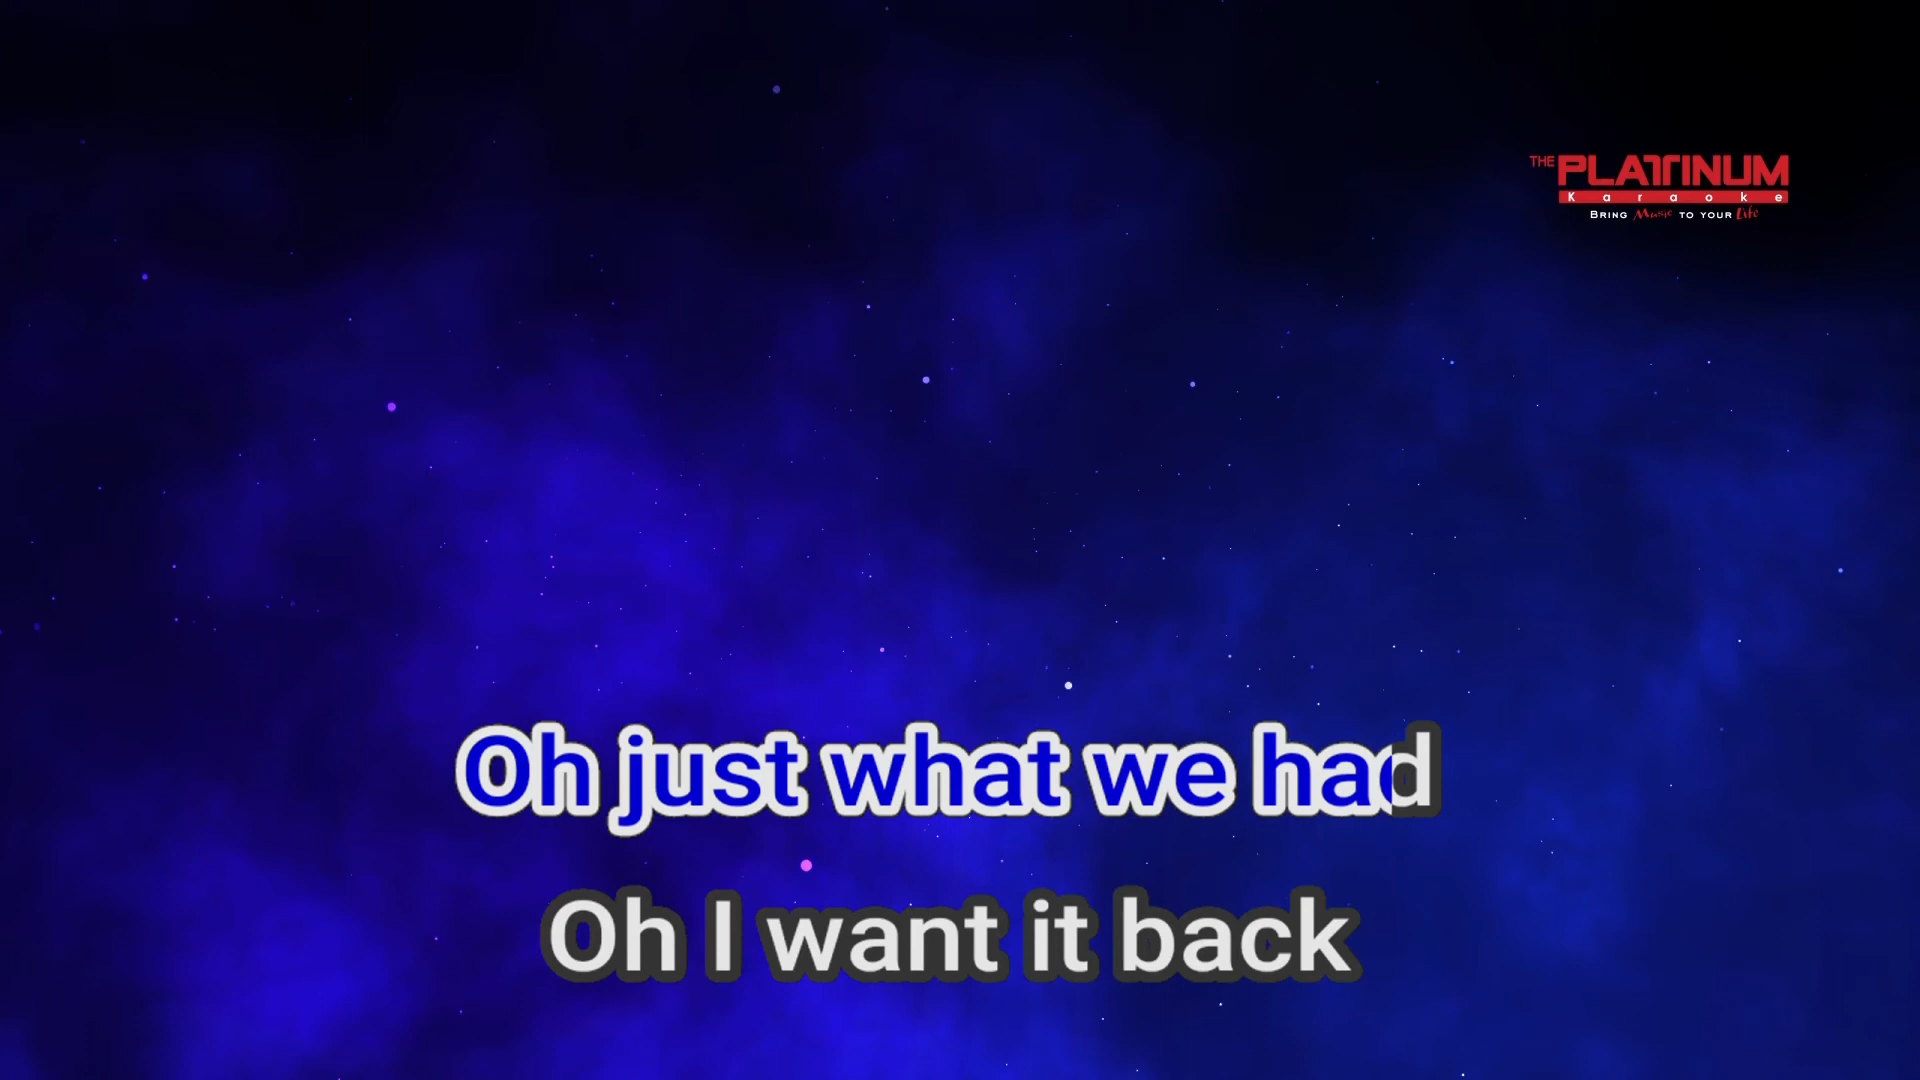 THE PLATINUM
Karaoke
BRING Music TO YOUR Life
Oh just what we had
Oh I want it back